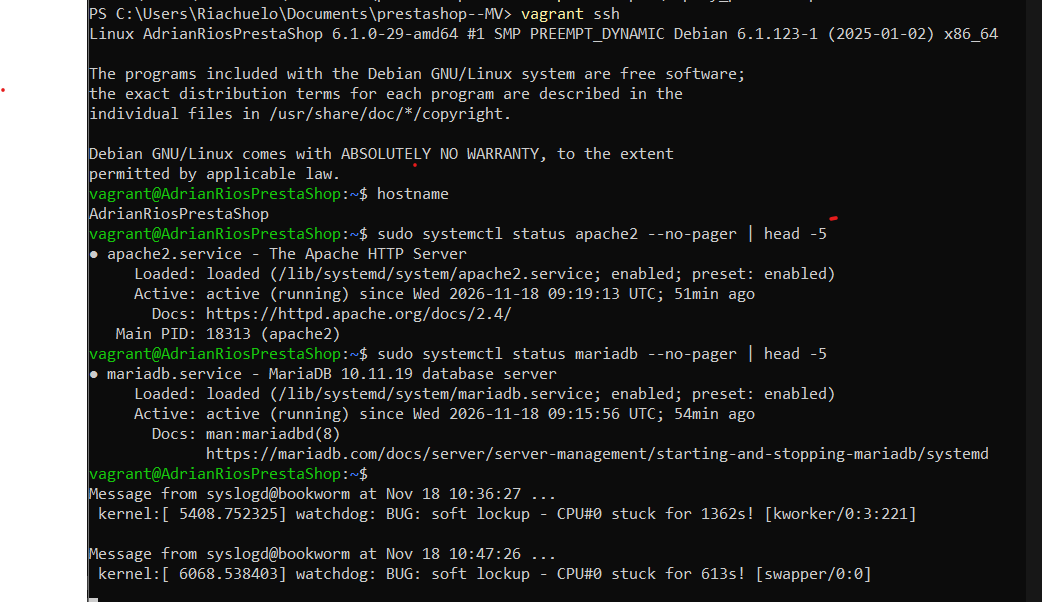 PS C:\Users\Riachuelo\Documents\prestashop--MV> vagrant ssh
Linux AdrianRiosPrestaShop 6.1.0-29-amd64 #1 SMP PREEMPT_DYNAMIC Debian 6.1.123-1 (2025-01-02) x86_64
The programs included with the Debian GNU/Linux system are free software;
the exact distribution terms for each program are described in the
individual files in /usr/share/doc/*/copyright.
Debian GNU/Linux comes with ABSOLUTELY NO WARRANTY, to the extent
permitted by applicable law.
vagrant@AdrianRiosPrestaShop:~$ hostname
AdrianRiosPrestaShop
vagrant@AdrianRiosPrestaShop:~$ sudo systemctl status apache2 --no-pager | head -5
● apache2.service - The Apache HTTP Server
Loaded: loaded (/lib/systemd/system/apache2.service; enabled; preset: enabled)
Active: active (running) since Wed 2026-11-18 09:19:13 UTC; 51min ago
Docs: https://httpd.apache.org/docs/2.4/
Main PID: 18313 (apache2)
vagrant@AdrianRiosPrestaShop:~$ sudo systemctl status mariadb --no-pager | head -5
● mariadb.service - MariaDB 10.11.19 database server
Loaded: loaded (/lib/systemd/system/mariadb.service; enabled; preset: enabled)
Active: active (running) since Wed 2026-11-18 09:15:56 UTC; 54min ago
Docs: man:mariadbd(8)
https://mariadb.com/docs/server/server-management/starting-and-stopping-mariadb/systemd
vagrant@AdrianRiosPrestaShop:~$
Message from syslogd@bookworm at Nov 18 10:36:27 ...
kernel:[ 5408.752325] watchdog: BUG: soft lockup - CPU#0 stuck for 1362s! [kworker/0:3:221]
Message from syslogd@bookworm at Nov 18 10:47:26 ...
kernel:[ 6068.538403] watchdog: BUG: soft lockup - CPU#0 stuck for 613s! [swapper/0:0]